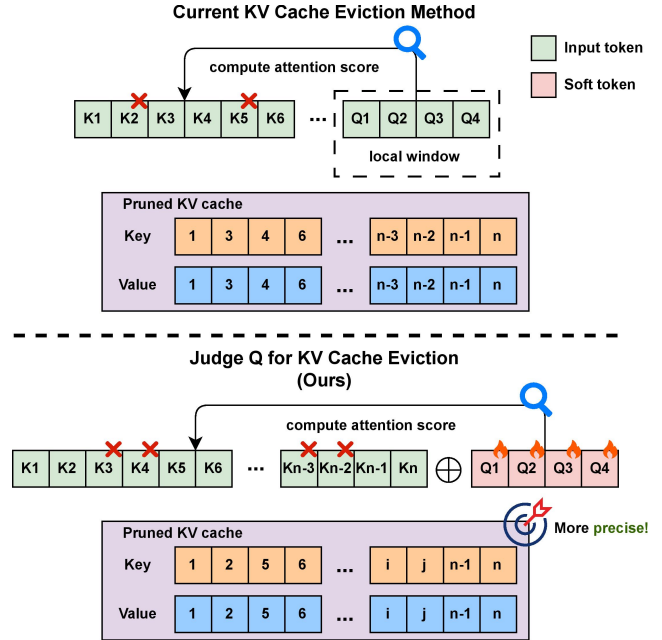 Current KV Cache Eviction Method
Input token
Soft token
compute attention score
K1 K2 K3 K4 K5 K6 ... Q1 Q2 Q3 Q4
local window
Pruned KV cache
Key 1 3 4 6 ... n-3 n-2 n-1 n
Value 1 3 4 6 ... n-3 n-2 n-1 n
Judge Q for KV Cache Eviction
(Ours)
compute attention score
K1 K2 K3 K4 K5 K6 ... Kn-3 Kn-2 Kn-1 Kn Q1 Q2 Q3 Q4
Pruned KV cache
More precise!
Key 1 2 5 6 ... i j n-1 n
Value 1 2 5 6 ... i j n-1 n